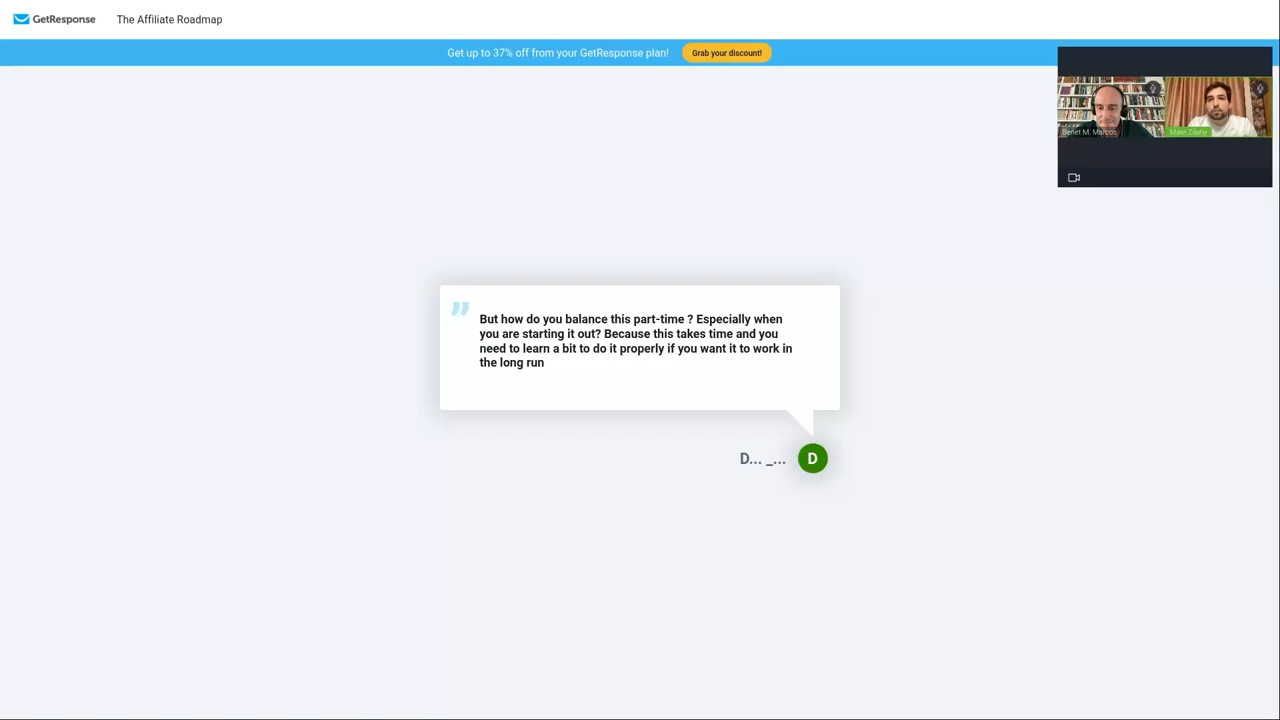 GetResponse The Affiliate Roadmap
Get up to 37% off from your GetResponse plan! Grab your discount!
Benet M. Marcos
But how do you balance this part-time ? Especially when
you are starting it out? Because this takes time and you
need to learn a bit to do it properly if you want it to work in
the long run
D... _... D